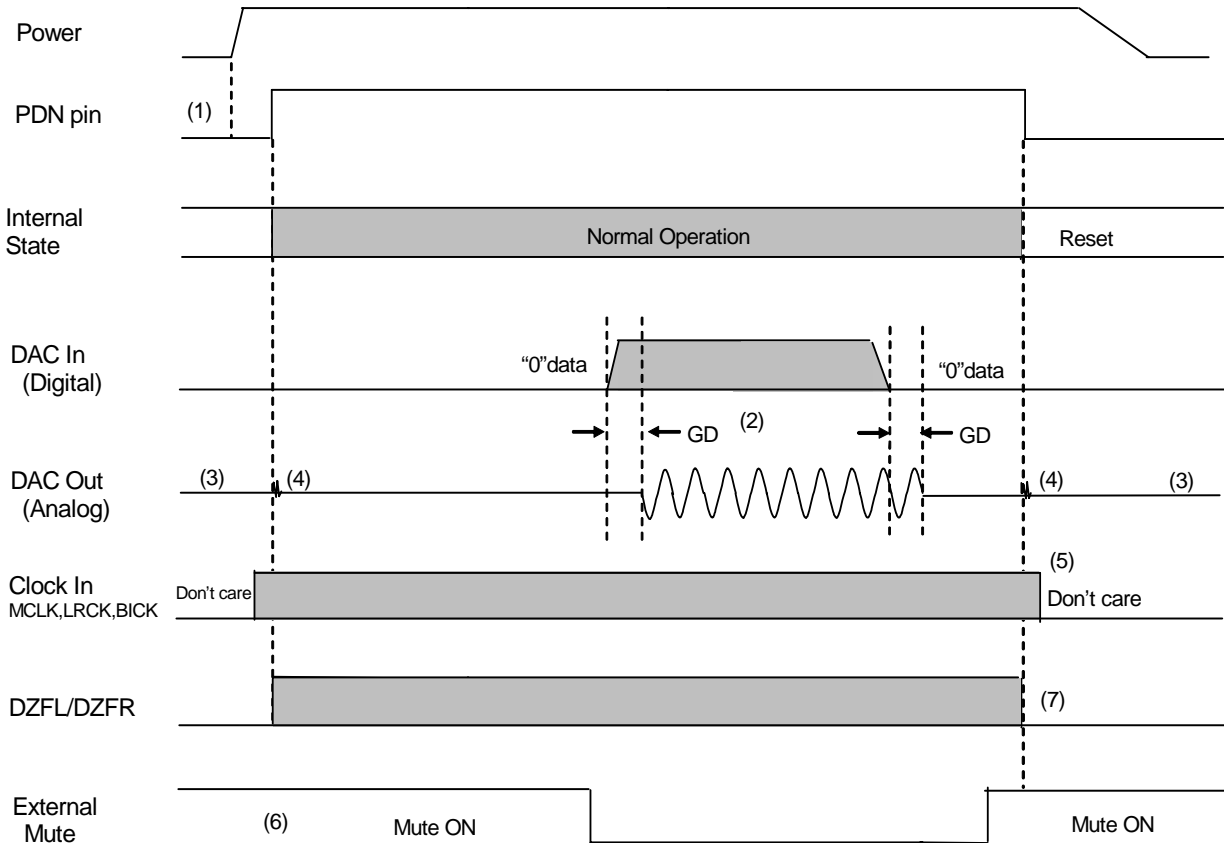 Power
PDN pin
(1)
Internal
State
Normal Operation
Reset
DAC In
(Digital)
“0”data
“0”data
(2)
GD
GD
DAC Out
(Analog)
(3)
(4)
(4)
(3)
Clock In
MCLK,LRCK,BICK
Don’t care
(5)
Don’t care
DZFL/DZFR
(7)
External
Mute
(6)
Mute ON
Mute ON